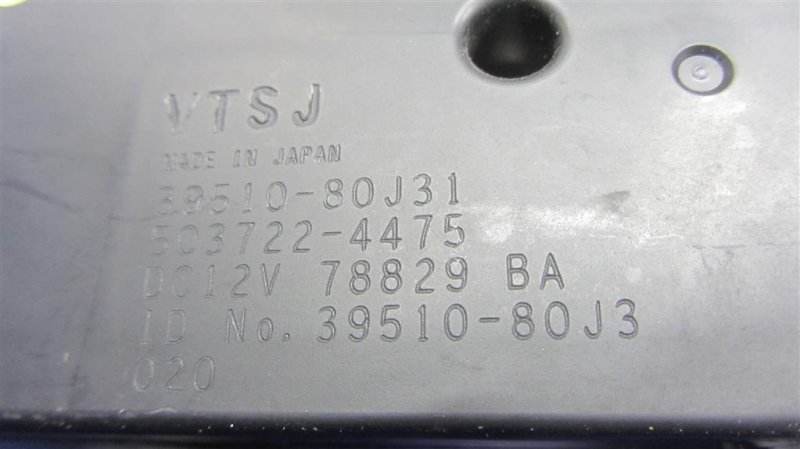 VTSJ
MADE IN JAPAN
39510-80J31
503722-4475
DC12V 78829 BA
ID No. 39510-80J3
020